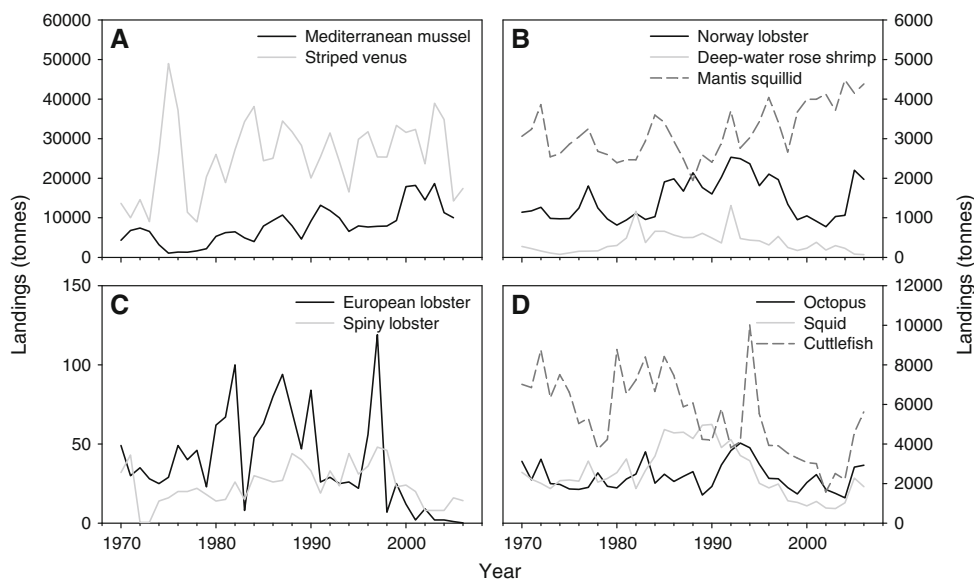 A
Mediterranean mussel
Striped venus
60000
50000
40000
30000
20000
10000
0
B
Norway lobster
Deep-water rose shrimp
Mantis squillid
6000
5000
4000
3000
2000
1000
0
C
European lobster
Spiny lobster
150
100
50
0
D
Octopus
Squid
Cuttlefish
12000
10000
8000
6000
4000
2000
0
1970 1980 1990 2000
1970 1980 1990 2000
Landings (tonnes)
Landings (tonnes)
Year